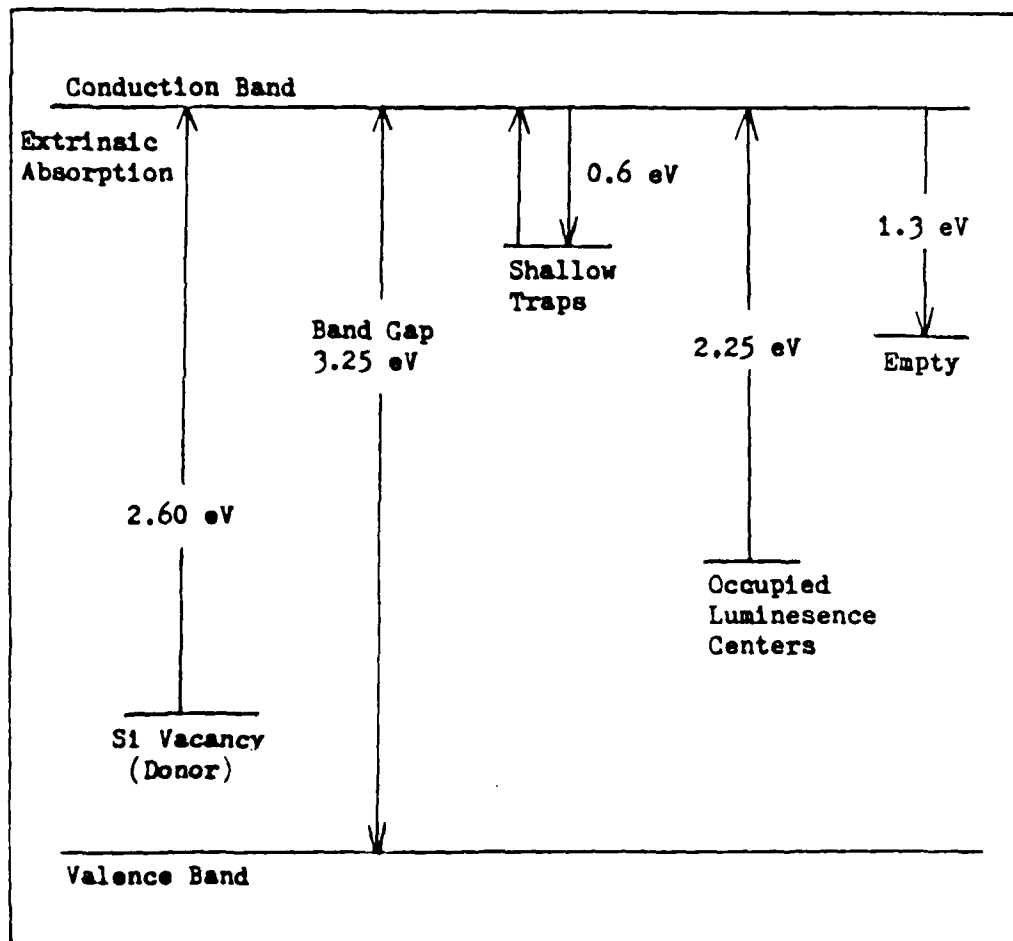 Conduction Band
Extrinsic
Absorption
0.6 eV
1.3 eV
Shallow
Traps
Band Gap
3.25 eV
2.25 eV
Empty
2.60 eV
Occupied
Luminesence
Centers
Si Vacancy
(Donor)
Valence Band